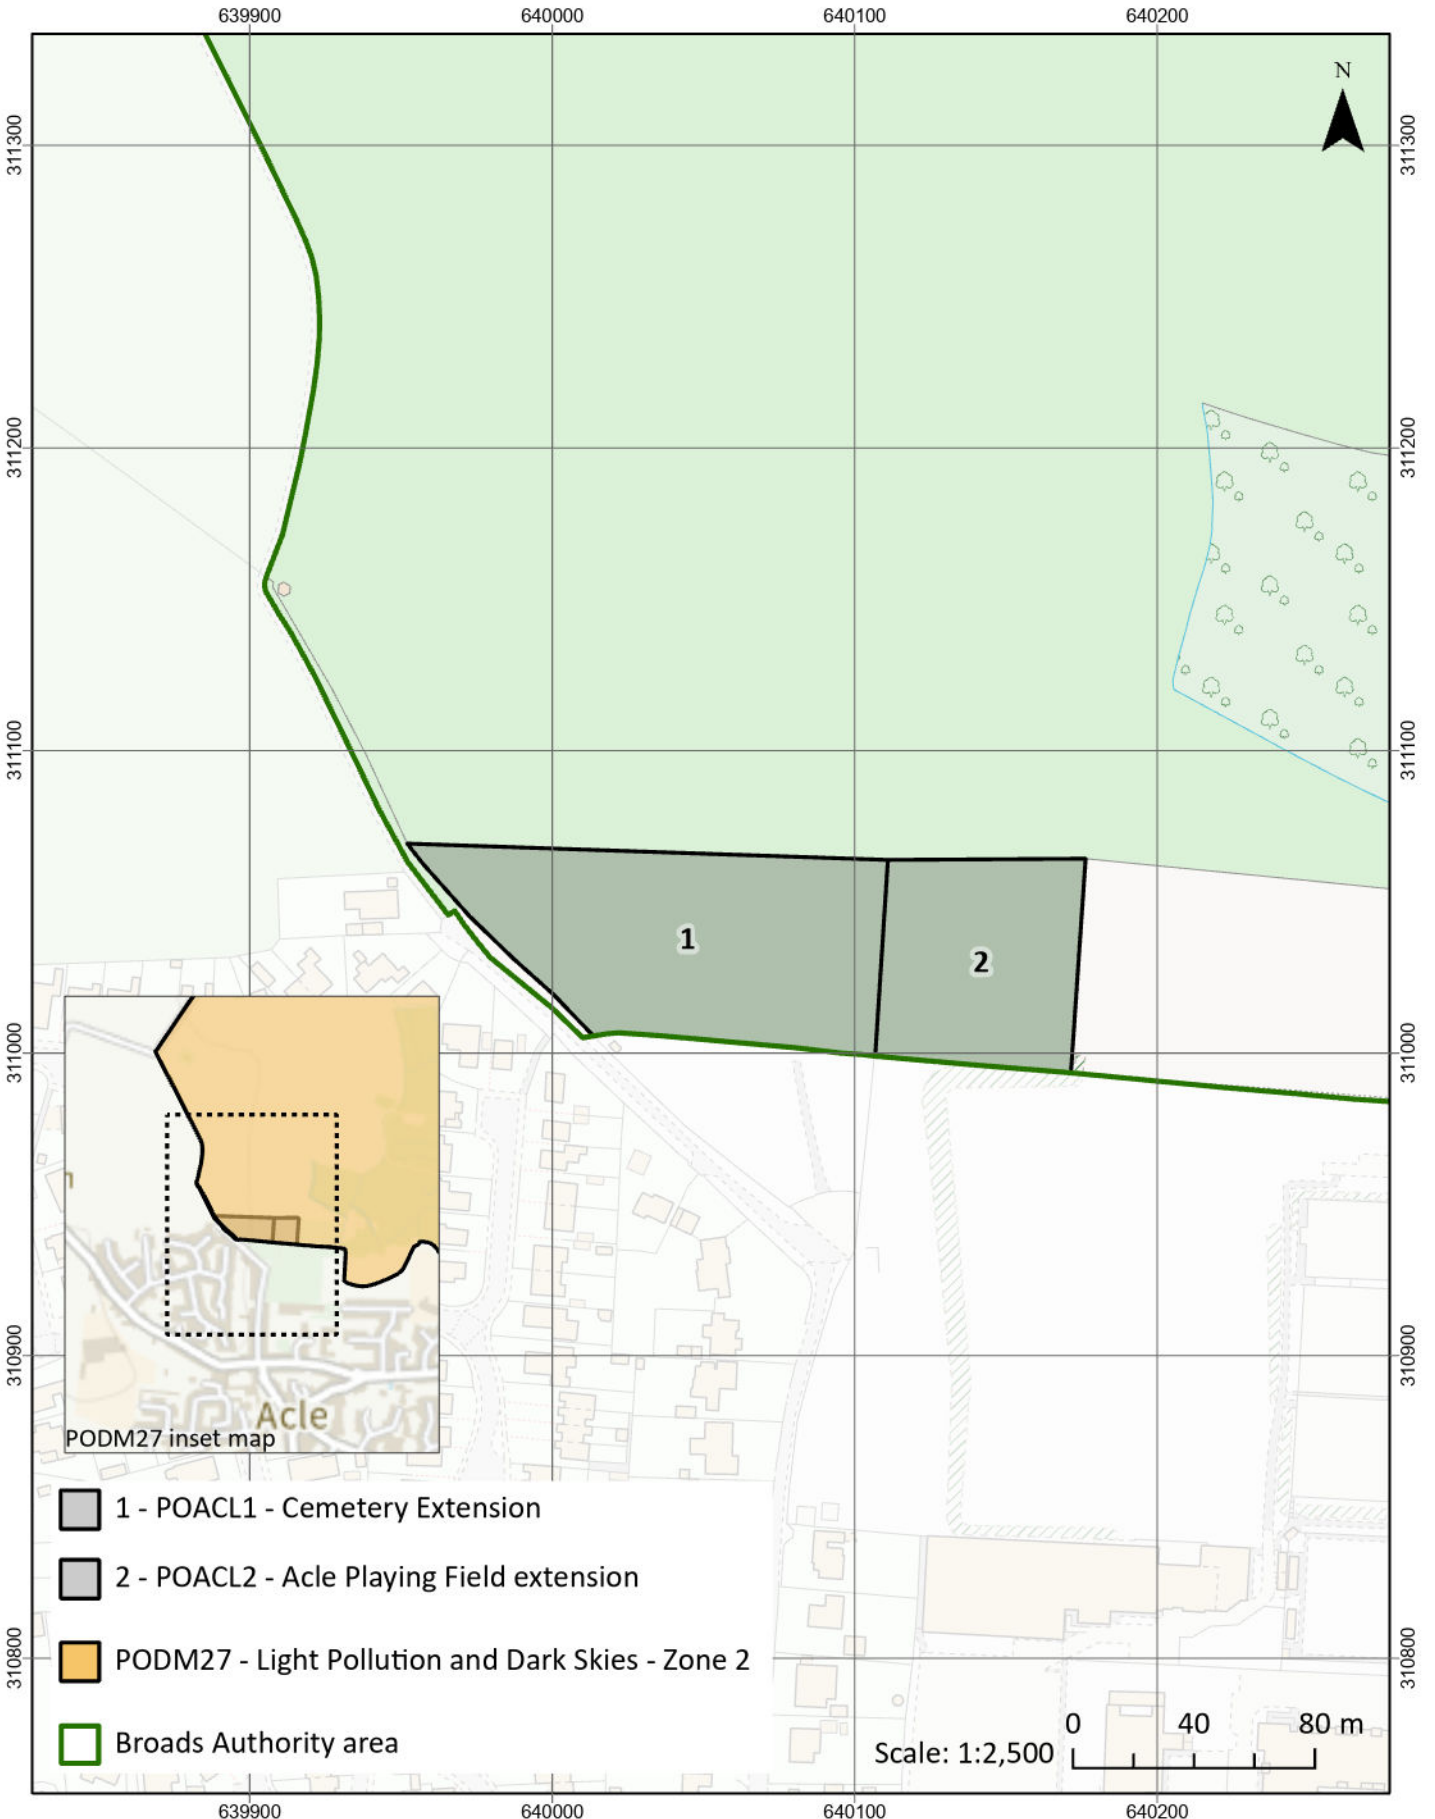 639900 640000 640100 640200
N
311300 311300
311200 311200
311100 311100
1
2
311000 311000
310900 310900
Acle
PODM27 inset map
1 - POACL1 - Cemetery Extension
2 - POACL2 - Acle Playing Field extension
PODM27 - Light Pollution and Dark Skies - Zone 2
310800 310800
0 40 80 m
Broads Authority area
Scale: 1:2,500
639900 640000 640100 640200